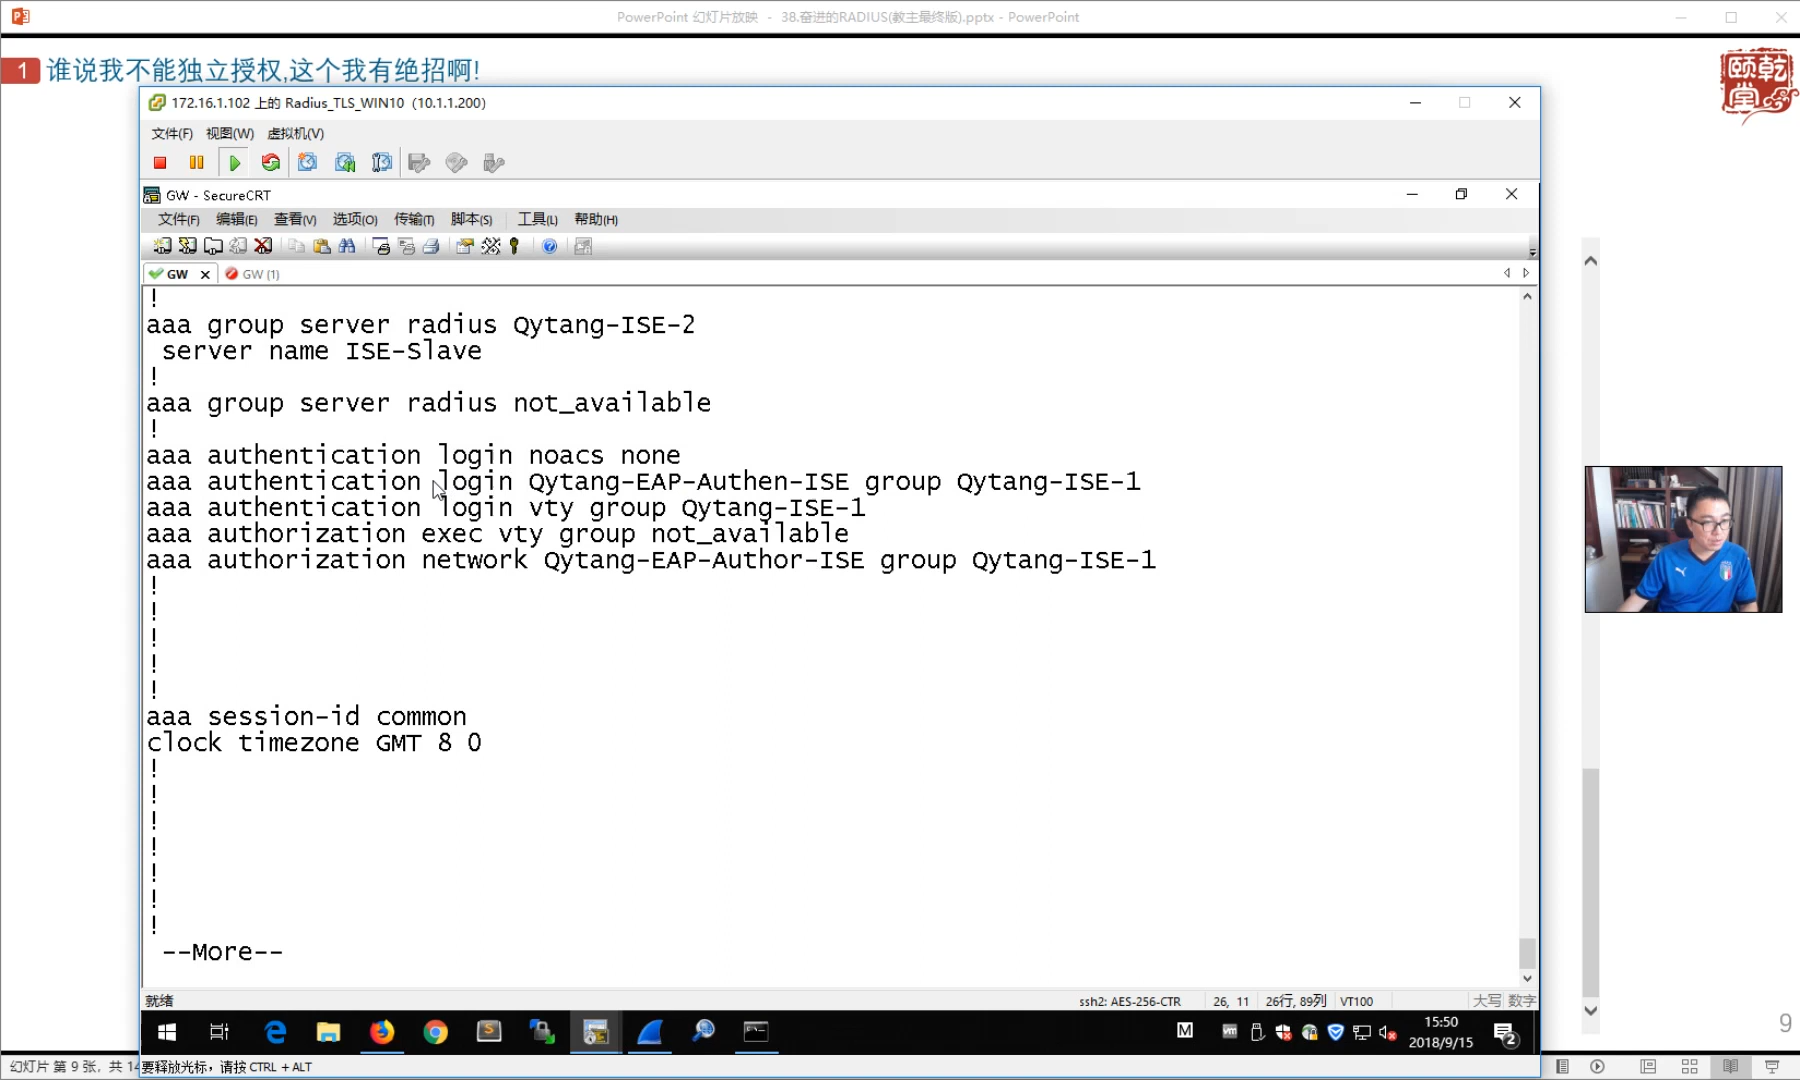 PowerPoint 幻灯片放映 - 38.奋进的RADIUS(教主最终版).pptx - PowerPoint
1 谁说我不能独立授权,这个我有绝招啊!
颐乾堂
172.16.1.102 上的 Radius_TLS_WIN10 (10.1.1.200)
文件(F) 视图(W) 虚拟机(V)
GW - SecureCRT
文件(F) 编辑(E) 查看(V) 选项(O) 传输(T) 脚本(S) 工具(L) 帮助(H)
GW GW (1)
!
aaa group server radius Qytang-ISE-2
server name ISE-Slave
!
aaa group server radius not_available
!
aaa authentication login noacs none
aaa authentication login Qytang-EAP-Authen-ISE group Qytang-ISE-1
aaa authentication login vty group Qytang-ISE-1
aaa authorization exec vty group not_available
aaa authorization network Qytang-EAP-Author-ISE group Qytang-ISE-1
!
!
!
!
!
aaa session-id common
clock timezone GMT 8 0
!
!
!
!
!
!
!
--More--
就绪 ssh2: AES-256-CTR 26, 11 26行, 89列 VT100 大写 数字
15:50
2018/9/15
2
9
幻灯片 第 9 张, 共 14
要释放光标，请按 CTRL + ALT